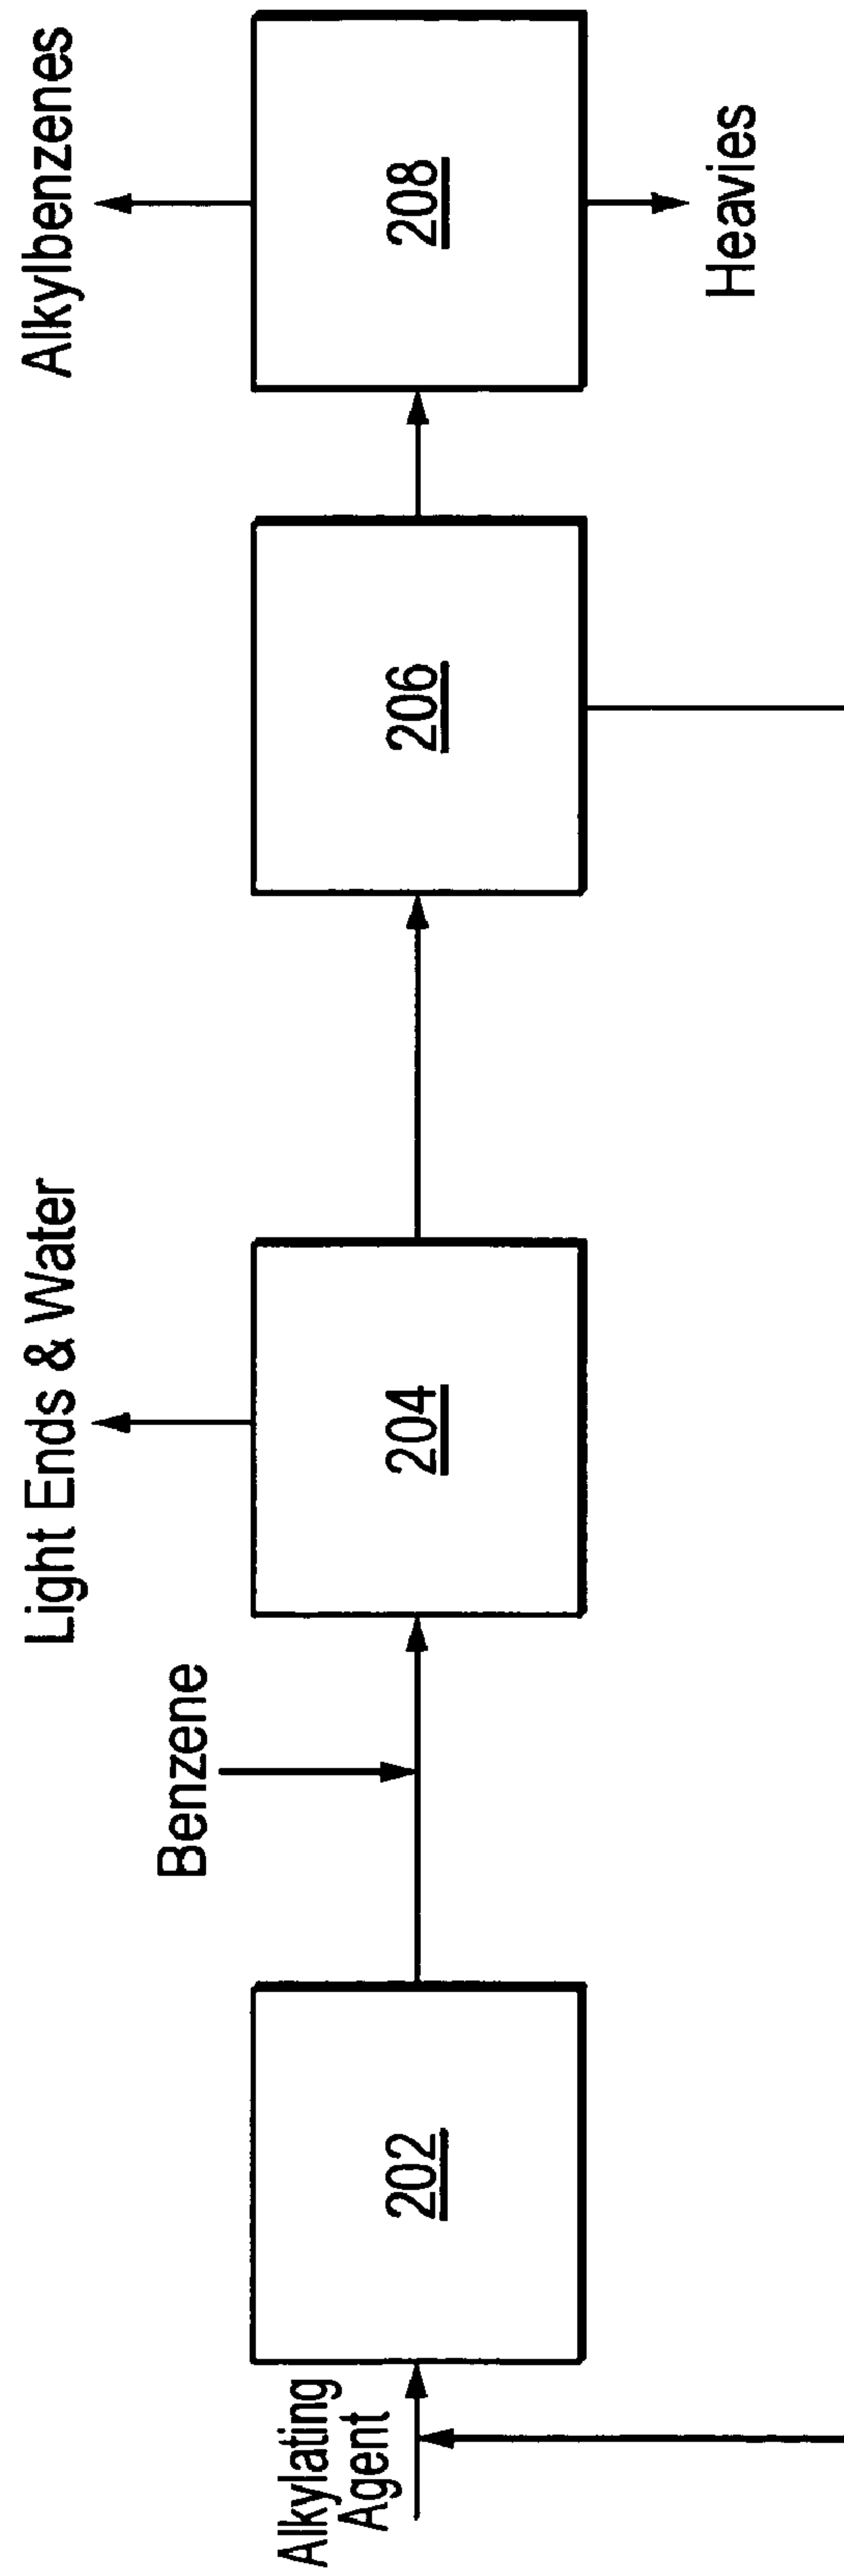 Alkylating
Agent
202
Benzene
Light Ends & Water
204
206
Alkylbenzenes
208
Heavies